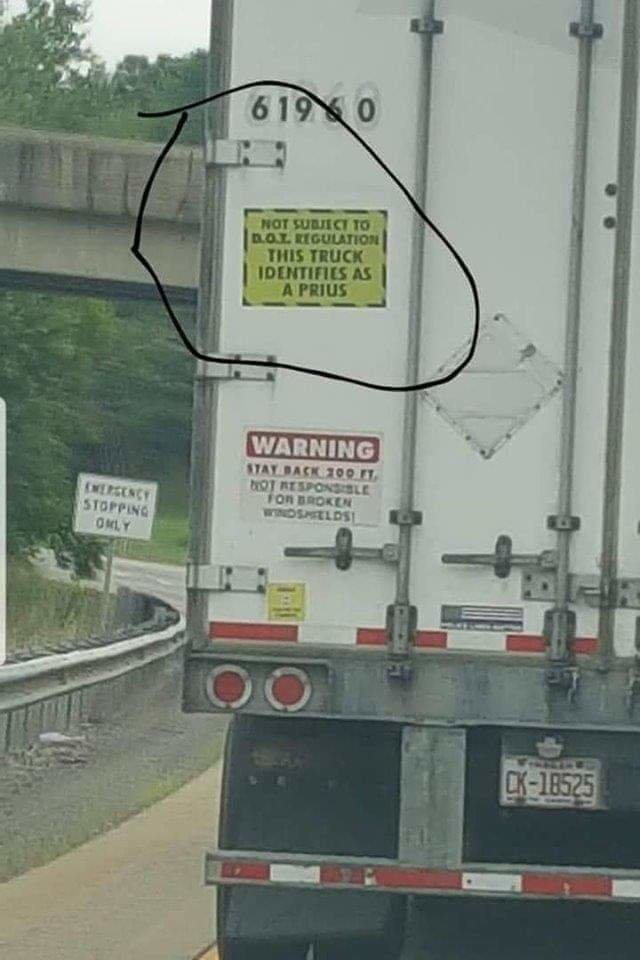 61960
NOT SUBJECT TO
D.O.T. REGULATION
THIS TRUCK
IDENTIFIES AS
A PRIUS
WARNING
STAY BACK 200 FT.
NOT RESPONSIBLE
FOR BROKEN
WINDSHIELDS!
EMERGENCY
STOPPING
ONLY
CK-18525